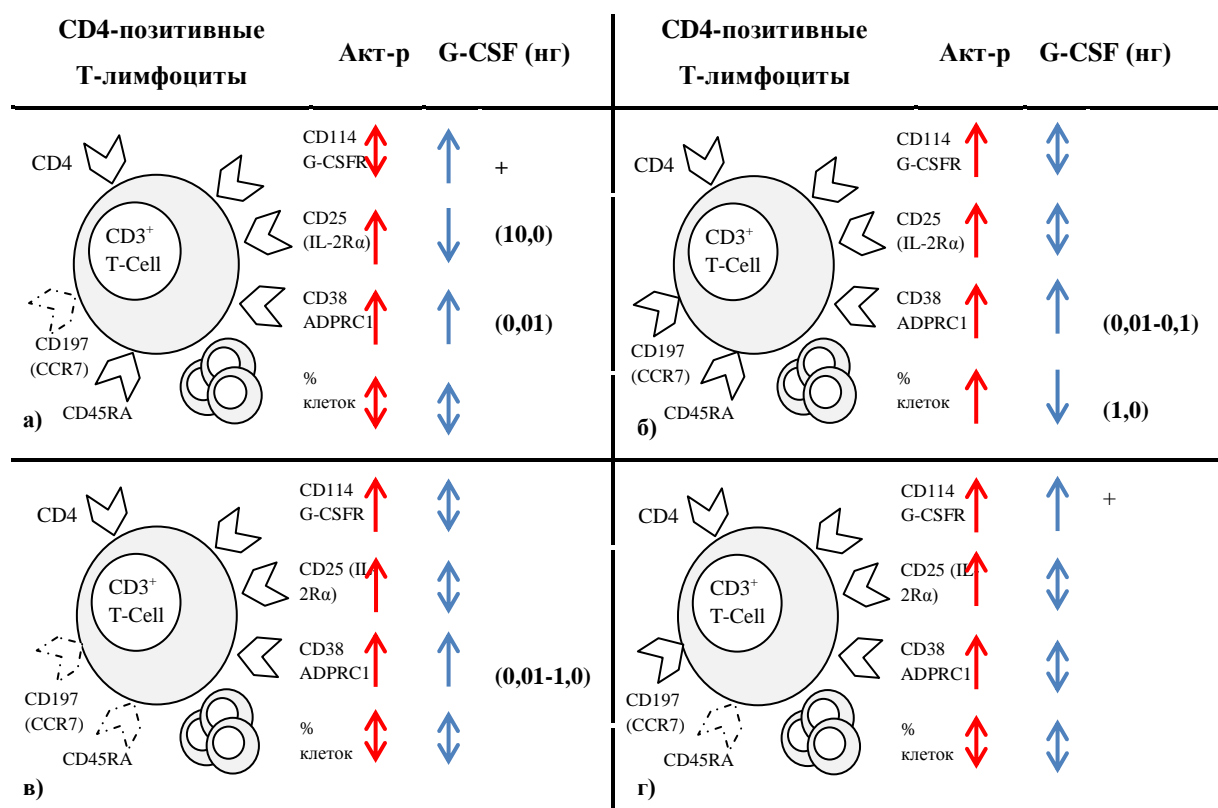 CD4-позитивные
Т-лимфоциты
Акт-р
G-CSF (нг)
CD4-позитивные
Т-лимфоциты
Акт-р
G-CSF (нг)
CD4
CD3+
T-Cell
CD197
(CCR7)
CD45RA
а)
CD114
G-CSFR
+
CD25
(IL-2Rα)
(10,0)
CD38
ADPRC1
(0,01)
%
клеток
CD4
CD3+
T-Cell
CD197
(CCR7)
CD45RA
б)
CD114
G-CSFR
CD25
(IL-2Rα)
CD38
ADPRC1
(0,01-0,1)
%
клеток
(1,0)
CD4
CD3+
T-Cell
CD197
(CCR7)
CD45RA
в)
CD114
G-CSFR
CD25 (IL-
2Rα)
CD38
ADPRC1
(0,01-1,0)
%
клеток
CD4
CD3+
T-Cell
CD197
(CCR7)
CD45RA
г)
CD114
G-CSFR
+
CD25 (IL-
2Rα)
CD38
ADPRC1
%
клеток